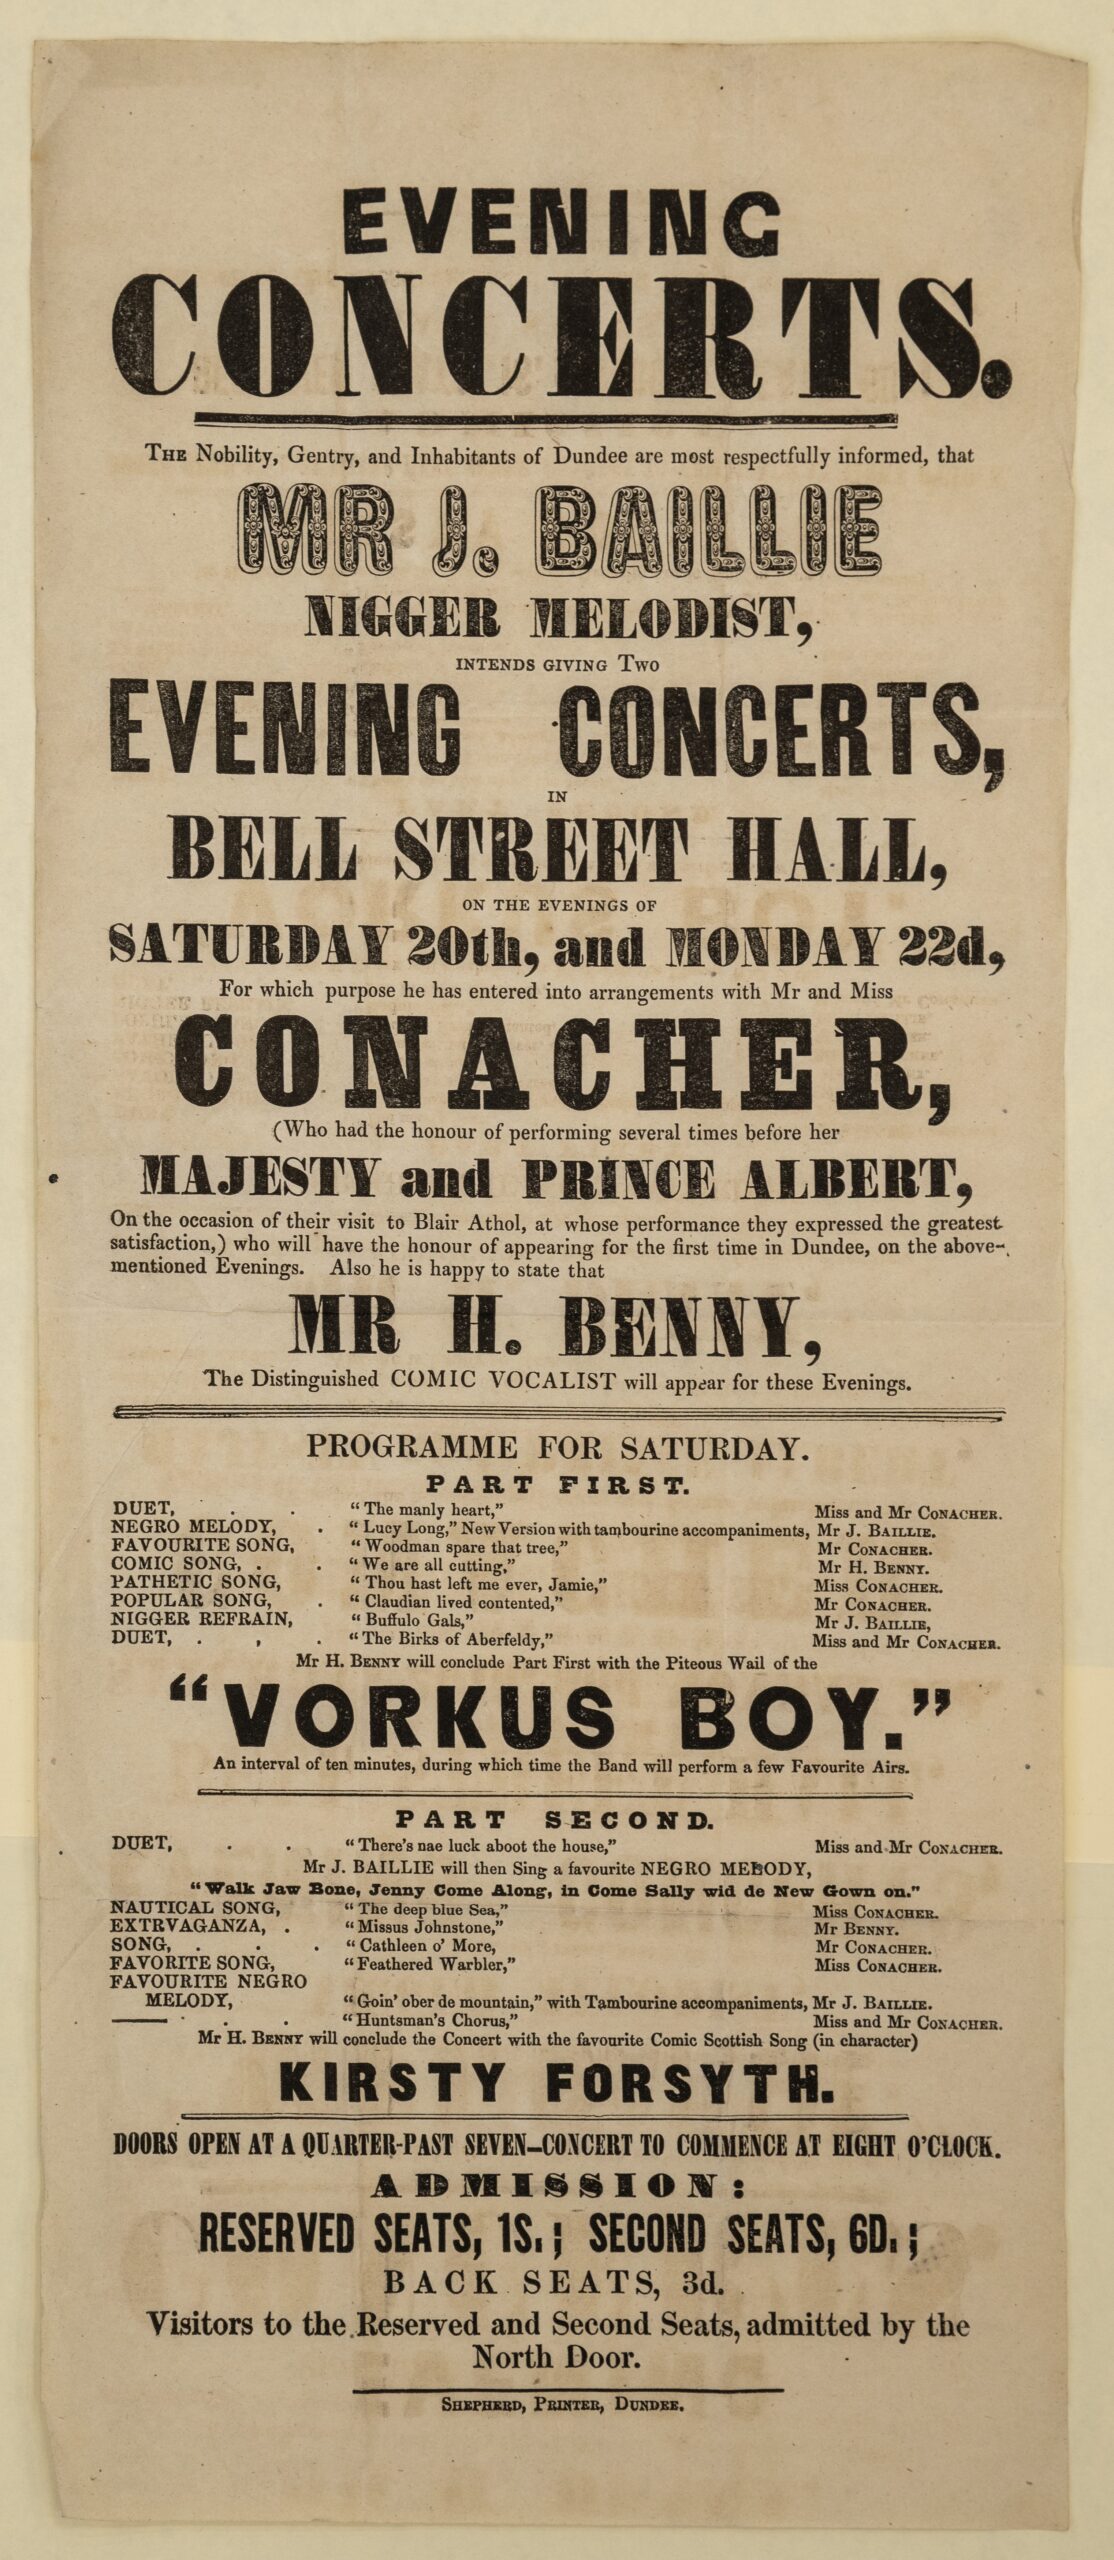 EVENING
CONCERTS.
THE Nobility, Gentry, and Inhabitants of Dundee are most respectfully informed, that
MR J. BAILLIE
NIGGER MELODIST,
INTENDS GIVING TWO
EVENING CONCERTS,
IN
BELL STREET HALL,
ON THE EVENINGS OF
SATURDAY 20th, and MONDAY 22d,
For which purpose he has entered into arrangements with Mr and Miss
CONACHER,
(Who had the honour of performing several times before her
MAJESTY and PRINCE ALBERT,
On the occasion of their visit to Blair Athol, at whose performance they expressed the greatest
satisfaction,) who will have the honour of appearing for the first time in Dundee, on the above-
mentioned Evenings. Also he is happy to state that
MR H. BENNY,
The Distinguished COMIC VOCALIST will appear for these Evenings.
PROGRAMME FOR SATURDAY.
PART FIRST.
DUET, . . "The manly heart," Miss and Mr CONACHER.
NEGRO MELODY, . "Lucy Long," New Version with tambourine accompaniments, Mr J. BAILLIE.
FAVOURITE SONG, "Woodman spare that tree," Mr CONACHER.
COMIC SONG, . . "We are all cutting," Mr H. BENNY.
PATHETIC SONG, "Thou hast left me ever, Jamie," Miss CONACHER.
POPULAR SONG, . "Claudian lived contented," Mr CONACHER.
NIGGER REFRAIN, "Buffulo Gals," Mr J. BAILLIE,
DUET, . , . "The Birks of Aberfeldy," Miss and Mr CONACHER.
Mr H. BENNY will conclude Part First with the Piteous Wail of the
"VORKUS BOY."
An interval of ten minutes, during which time the Band will perform a few Favourite Airs.
PART SECOND.
DUET, . . "There's nae luck aboot the house," Miss and Mr CONACHER.
Mr J. BAILLIE will then Sing a favourite NEGRO MELODY,
"Walk Jaw Bone, Jenny Come Along, in Come Sally wid de New Gown on."
NAUTICAL SONG, "The deep blue Sea," Miss CONACHER.
EXTRVAGANZA, . "Missus Johnstone," Mr BENNY.
SONG, . . . "Cathleen o' More, Mr CONACHER.
FAVORITE SONG, "Feathered Warbler," Miss CONACHER.
FAVOURITE NEGRO
MELODY, "Goin' ober de mountain," with Tambourine accompaniments, Mr J. BAILLIE.
—— . . "Huntsman's Chorus," Miss and Mr CONACHER.
Mr H. BENNY will conclude the Concert with the favourite Comic Scottish Song (in character)
KIRSTY FORSYTH.
DOORS OPEN AT A QUARTER-PAST SEVEN—CONCERT TO COMMENCE AT EIGHT O'CLOCK.
ADMISSION:
RESERVED SEATS, 1S.; SECOND SEATS, 6D.;
BACK SEATS, 3d.
Visitors to the Reserved and Second Seats, admitted by the
North Door.
SHEPHERD, PRINTER, DUNDEE.